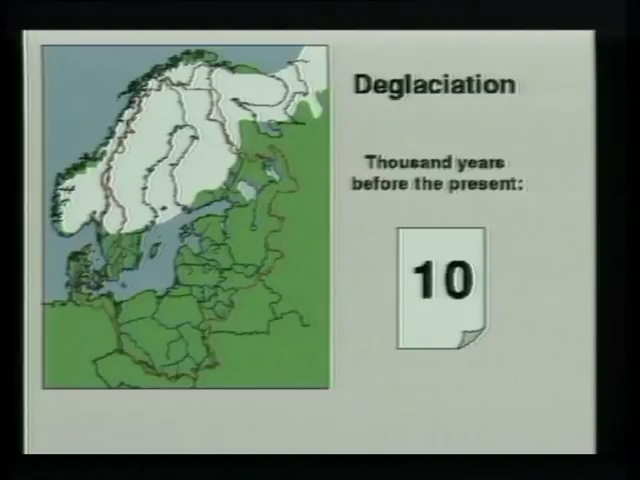 Deglaciation
Thousand years
before the present:
10